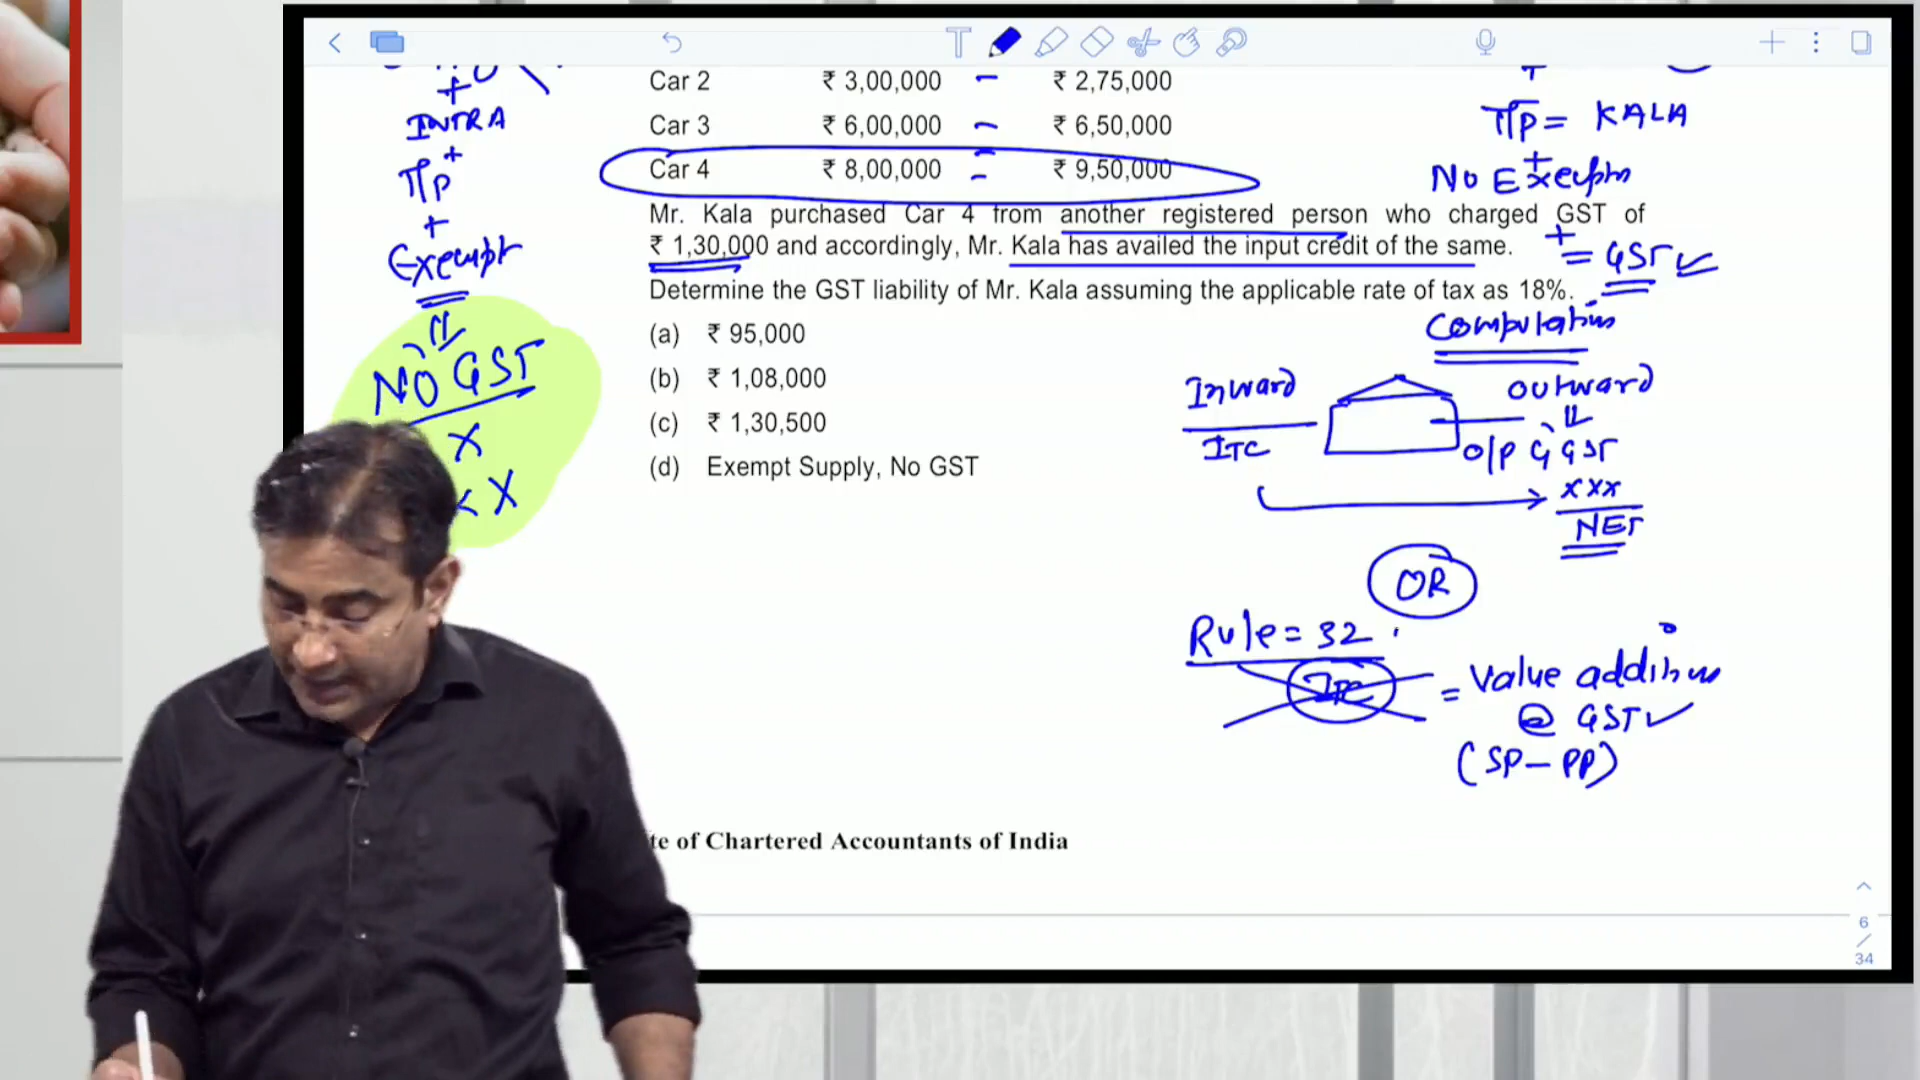 +
INTRA
+
T/P
+
Exempt
NO GST
X
X
Car 2 ₹ 3,00,000 – ₹ 2,75,000
Car 3 ₹ 6,00,000 – ₹ 6,50,000
Car 4 ₹ 8,00,000 = ₹ 9,50,000
Mr. Kala purchased Car 4 from another registered person who charged GST of
₹ 1,30,000 and accordingly, Mr. Kala has availed the input credit of the same.
Determine the GST liability of Mr. Kala assuming the applicable rate of tax as 18%.
(a) ₹ 95,000
(b) ₹ 1,08,000
(c) ₹ 1,30,500
(d) Exempt Supply, No GST
+
T/P = KALA
+
No Exemptn
+
= GST ✓
Computation
Inward
ITC
Outward
O/P G GST
xxx
NET
OR
Rule = 32
ITC
= Value addition
@ GST ✓
(SP – PP)
te of Chartered Accountants of India
6
/
34